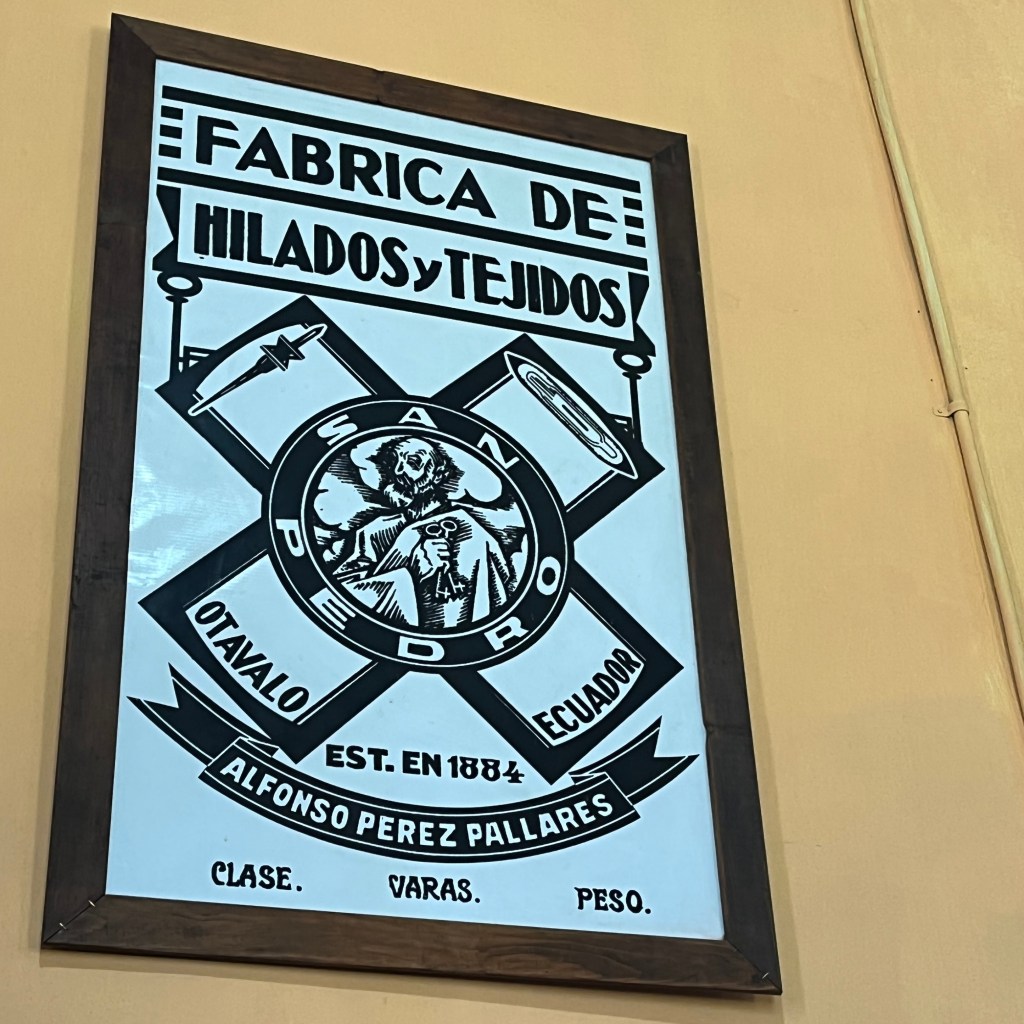 FABRICA DE
HILADOS y TEJIDOS
SAN
PEDRO
OTAVALO
ECUADOR
EST. EN 1884
ALFONSO PEREZ PALLARES
CLASE. VARAS. PESO.